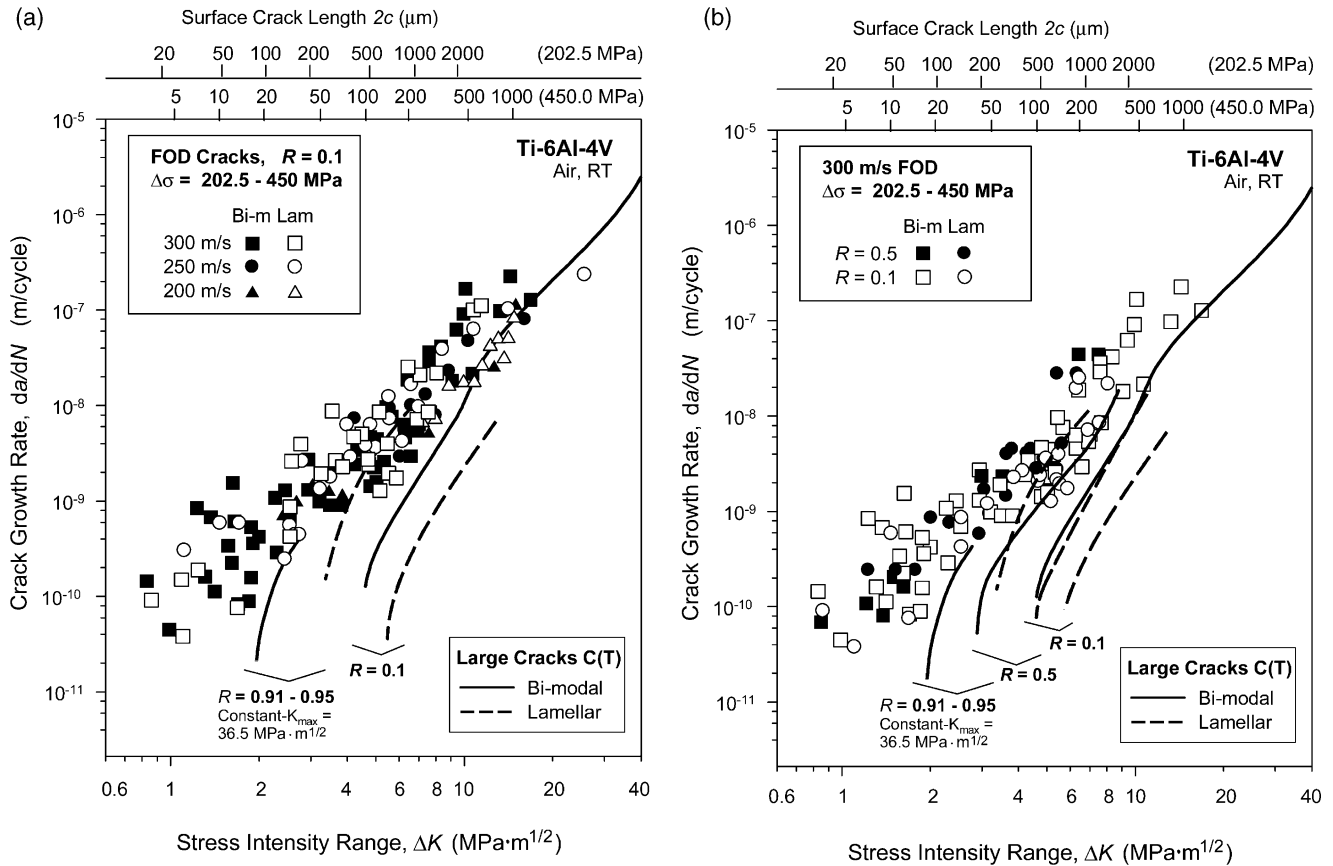 (a)
Surface Crack Length 2c (μm)
20 50 100 200 500 1000 2000 (202.5 MPa)
5 10 20 50 100 200 500 1000 (450.0 MPa)
10-5
10-6
10-7
10-8
10-9
10-10
10-11
Crack Growth Rate, da/dN (m/cycle)
FOD Cracks, R = 0.1
Δσ = 202.5 - 450 MPa
Bi-m Lam
300 m/s
250 m/s
200 m/s
Ti-6Al-4V
Air, RT
R = 0.1
R = 0.91 - 0.95
Constant-Kmax =
36.5 MPa·m1/2
Large Cracks C(T)
Bi-modal
Lamellar
0.6 1 2 4 6 8 10 20 40
Stress Intensity Range, ΔK (MPa·m1/2)
(b)
Surface Crack Length 2c (μm)
20 50 100 200 500 1000 2000 (202.5 MPa)
5 10 20 50 100 200 500 1000 (450.0 MPa)
10-5
10-6
10-7
10-8
10-9
10-10
10-11
Crack Growth Rate, da/dN (m/cycle)
300 m/s FOD
Δσ = 202.5 - 450 MPa
Bi-m Lam
R = 0.5
R = 0.1
Ti-6Al-4V
Air, RT
R = 0.1
R = 0.5
R = 0.91 - 0.95
Constant-Kmax =
36.5 MPa·m1/2
Large Cracks C(T)
Bi-modal
Lamellar
0.6 1 2 4 6 8 10 20 40
Stress Intensity Range, ΔK (MPa·m1/2)